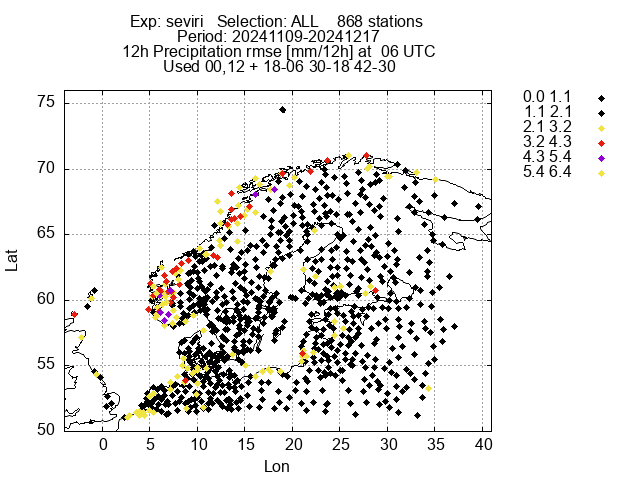 Exp: seviri   Selection: ALL    868 stations
Period: 20241109-20241217
12h Precipitation rmse [mm/12h] at  06 UTC
Used 00,12 + 18-06 30-18 42-30
0.0 1.1
1.1 2.1
2.1 3.2
3.2 4.3
4.3 5.4
5.4 6.4
75
70
65
60
55
50
Lat
0 5 10 15 20 25 30 35 40
Lon